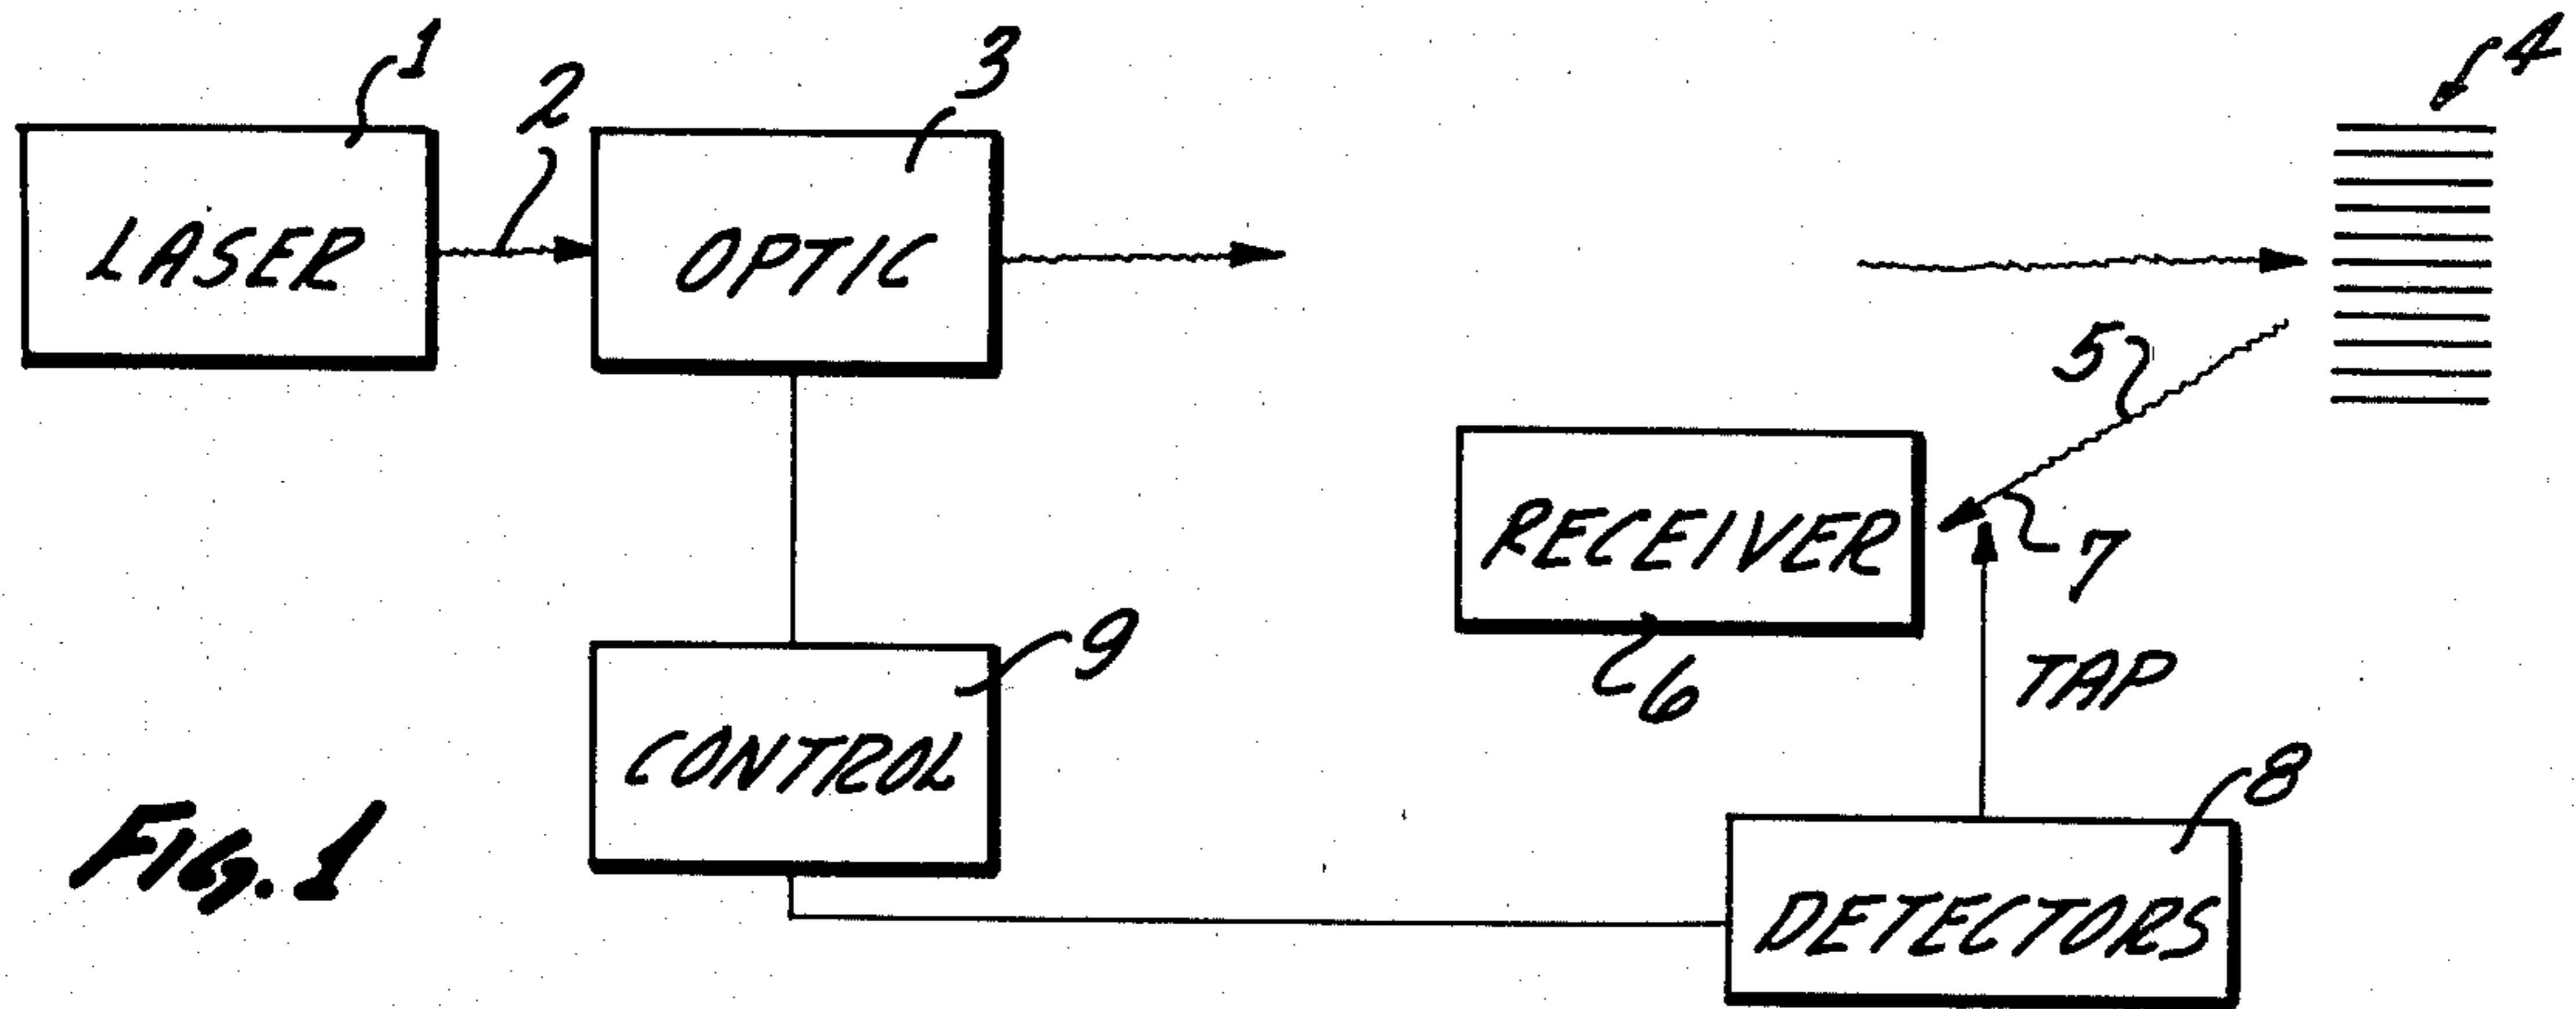 1
2
3
4
LASER
OPTIC
5
RECEIVER
7
6
TAP
9
CONTROL
8
FIG. 1
DETECTORS